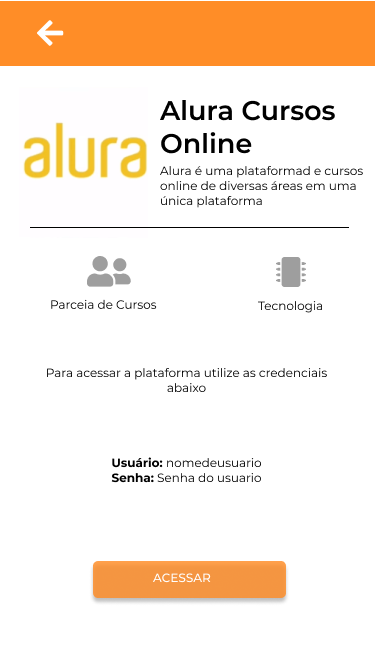 alura
Alura Cursos
Online
Alura é uma plataformad e cursos
online de diversas áreas em uma
única plataforma
Parceia de Cursos
Tecnologia
Para acessar a plataforma utilize as credenciais
abaixo
Usuário: nomedeusuario
Senha: Senha do usuario
ACESSAR